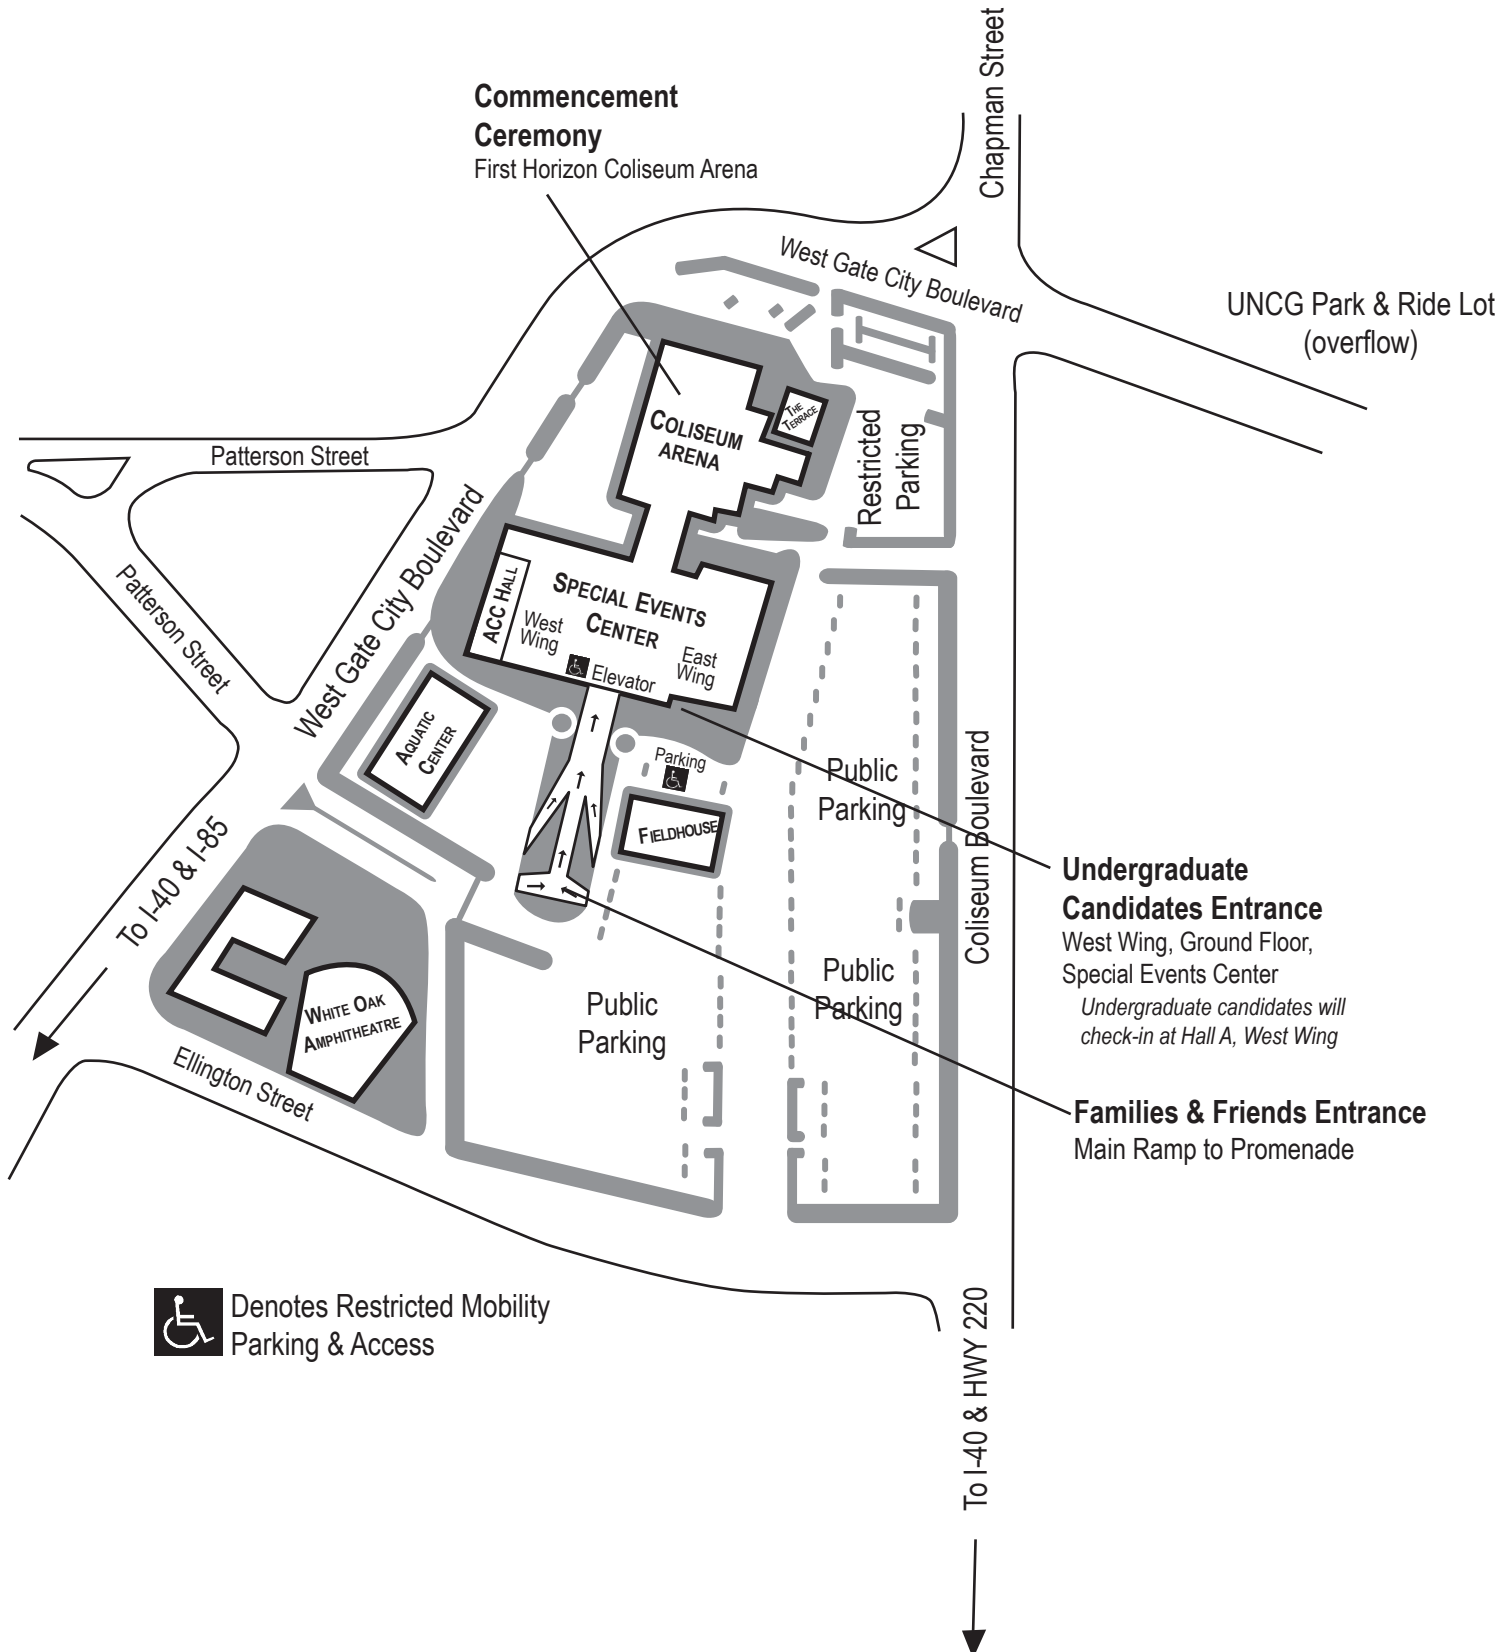 Chapman Street
Commencement
Ceremony
First Horizon Coliseum Arena
West Gate City Boulevard
UNCG Park & Ride Lot
(overflow)
THE
TERRACE
COLISEUM
ARENA
Restricted
Parking
Patterson Street
West Gate City Boulevard
Patterson Street
ACC HALL
SPECIAL EVENTS
CENTER
West
Wing
East
Wing
Elevator
AQUATIC
CENTER
Parking
FIELDHOUSE
Public
Parking
Coliseum Boulevard
To I-40 & I-85
Undergraduate
Candidates Entrance
West Wing, Ground Floor,
Special Events Center
Undergraduate candidates will
check-in at Hall A, West Wing
Public
Parking
Public
Parking
WHITE OAK
AMPHITHEATRE
Ellington Street
Families & Friends Entrance
Main Ramp to Promenade
Denotes Restricted Mobility
Parking & Access
To I-40 & HWY 220